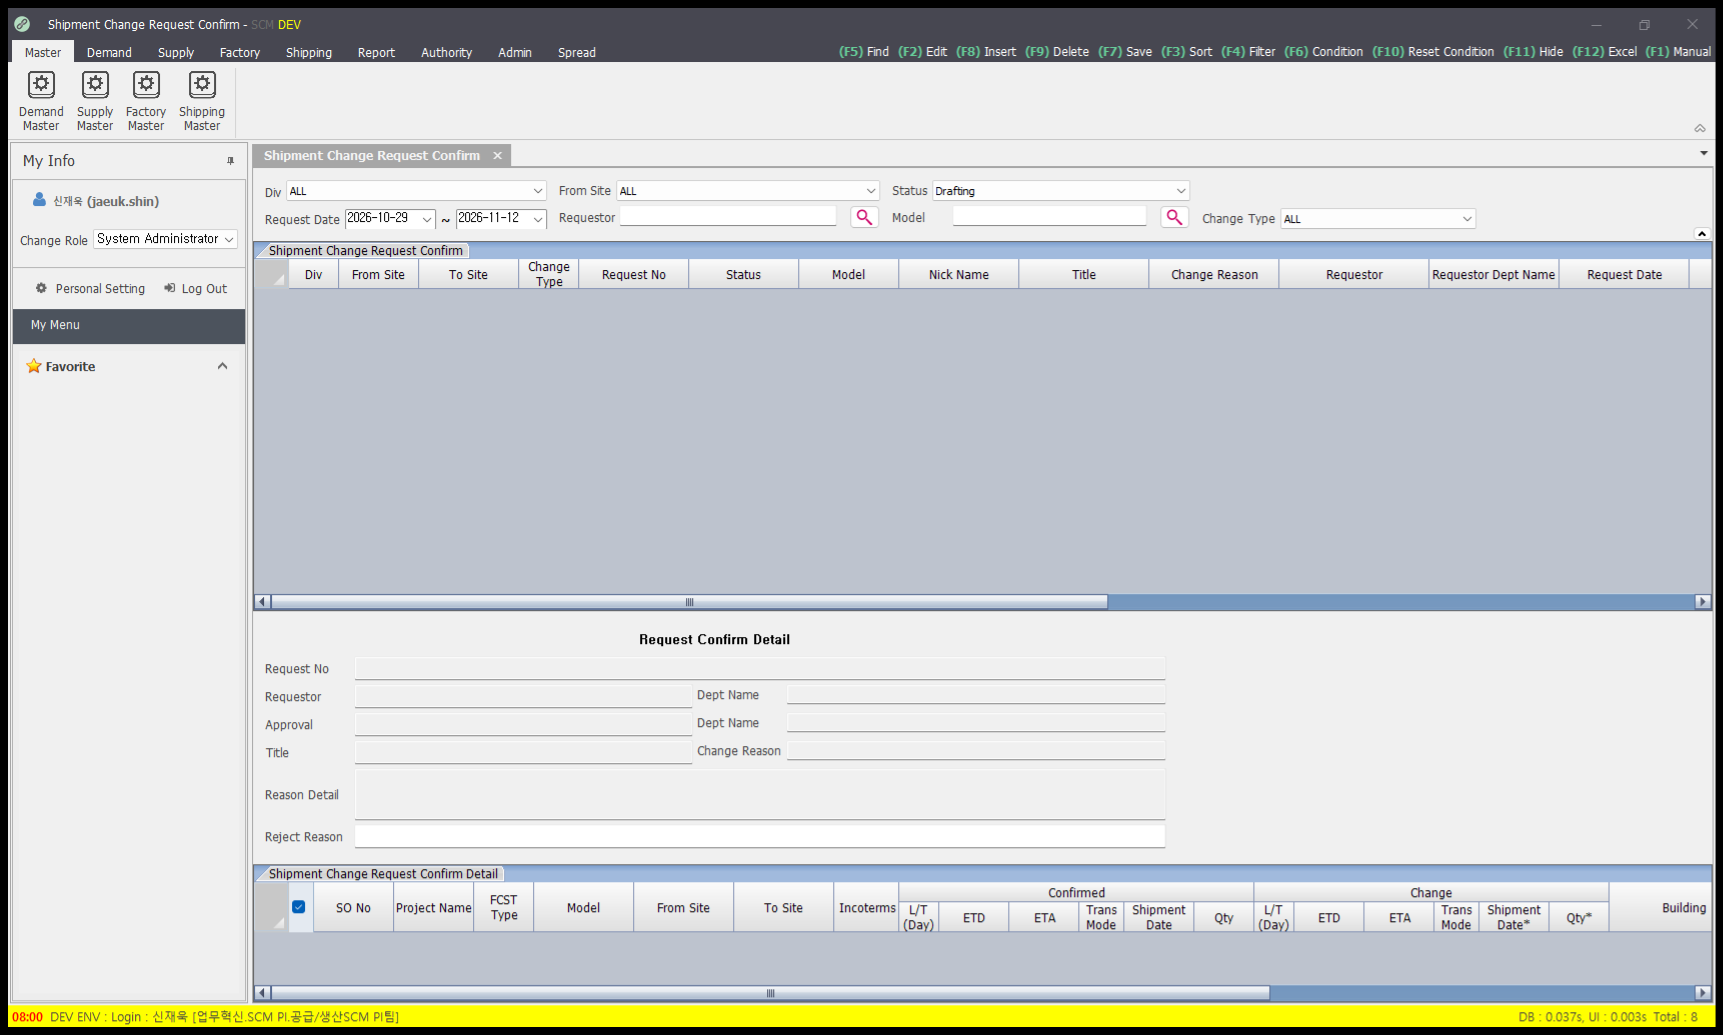 Shipment Change Request Confirm - SCM DEV
Master Demand Supply Factory Shipping Report Authority Admin Spread
(F5) Find (F2) Edit (F8) Insert (F9) Delete (F7) Save (F3) Sort (F4) Filter (F6) Condition (F10) Reset Condition (F11) Hide (F12) Excel (F1) Manual
Demand Master
Supply Master
Factory Master
Shipping Master
My Info
신재욱 (jaeuk.shin)
Change Role System Administrator
Personal Setting Log Out
My Menu
Favorite
Shipment Change Request Confirm
Div ALL From Site ALL Status Drafting
Request Date 2026-10-29 ~ 2026-11-12 Requestor Model Change Type ALL
Shipment Change Request Confirm
Div From Site To Site Change Type Request No Status Model Nick Name Title Change Reason Requestor Requestor Dept Name Request Date
Request Confirm Detail
Request No
Requestor Dept Name
Approval Dept Name
Title Change Reason
Reason Detail
Reject Reason
Shipment Change Request Confirm Detail
Confirmed Change
SO No Project Name FCST Type Model From Site To Site Incoterms L/T (Day) ETD ETA Trans Mode Shipment Date Qty L/T (Day) ETD ETA Trans Mode Shipment Date* Qty* Building
08:00 DEV ENV : Login : 신재욱 [업무혁신.SCM PI.공급/생산SCM PI팀]
DB : 0.037s, UI : 0.003s Total : 8